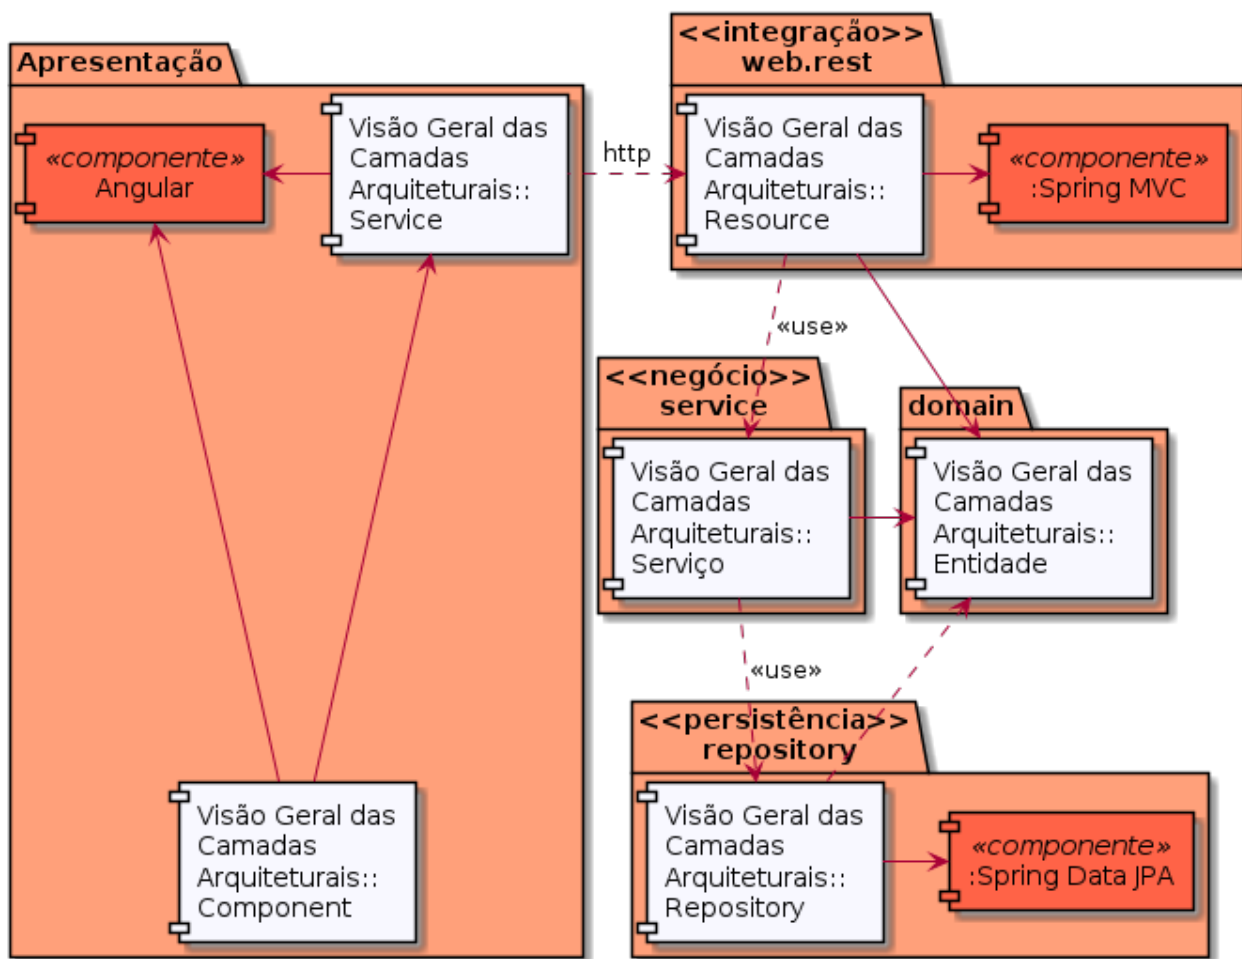 Apresentação
«componente»
Angular
Visão Geral das
Camadas
Arquiteturais::
Service
http
<<integração>>
web.rest
Visão Geral das
Camadas
Arquiteturais::
Resource
«componente»
:Spring MVC
«use»
<<negócio>>
service
Visão Geral das
Camadas
Arquiteturais::
Serviço
domain
Visão Geral das
Camadas
Arquiteturais::
Entidade
«use»
<<persistência>>
repository
Visão Geral das
Camadas
Arquiteturais::
Component
Visão Geral das
Camadas
Arquiteturais::
Repository
«componente»
:Spring Data JPA